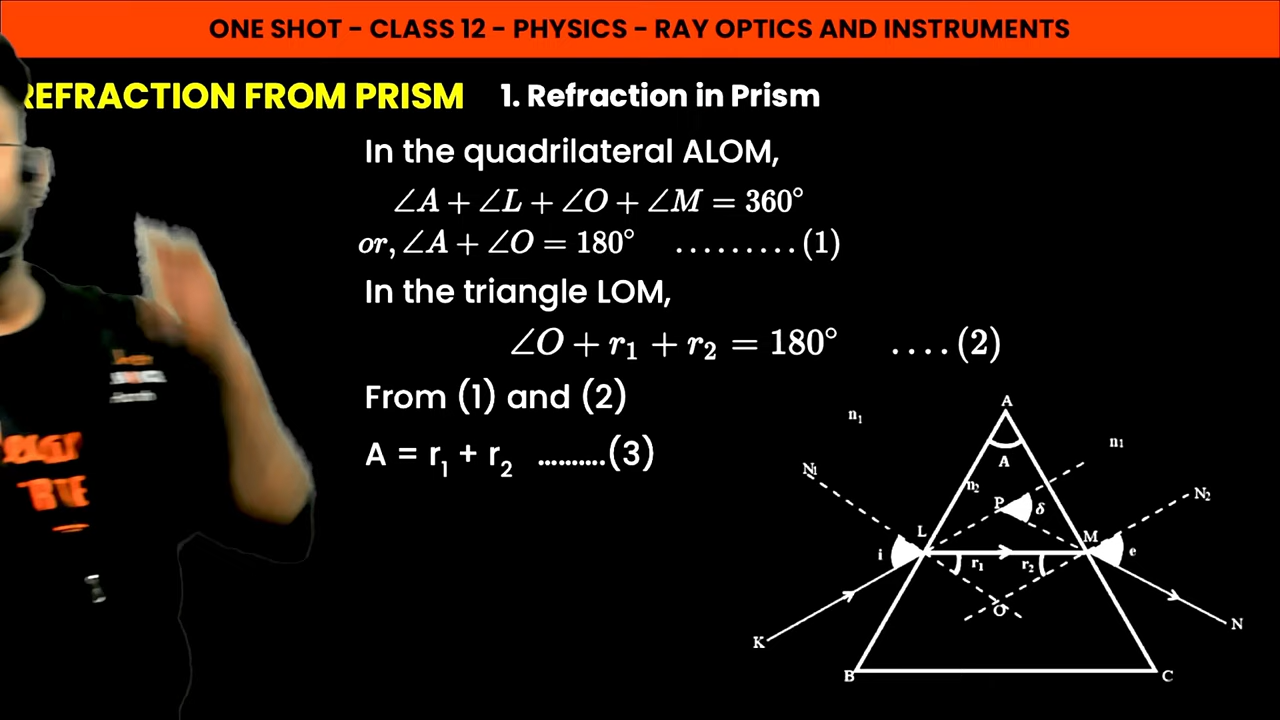 ONE SHOT - CLASS 12 - PHYSICS - RAY OPTICS AND INSTRUMENTS
REFRACTION FROM PRISM 1. Refraction in Prism
In the quadrilateral ALOM,
∠A + ∠L + ∠O + ∠M = 360°
or, ∠A + ∠O = 180° .........(1)
In the triangle LOM,
∠O + r₁ + r₂ = 180° ....(2)
From (1) and (2)
A = r₁ + r₂ ..........(3)
A
n₁
n₁
A
N₁
n₂
P
δ
N₂
L
M
i
r₁
r₂
e
O
K
N
B
C